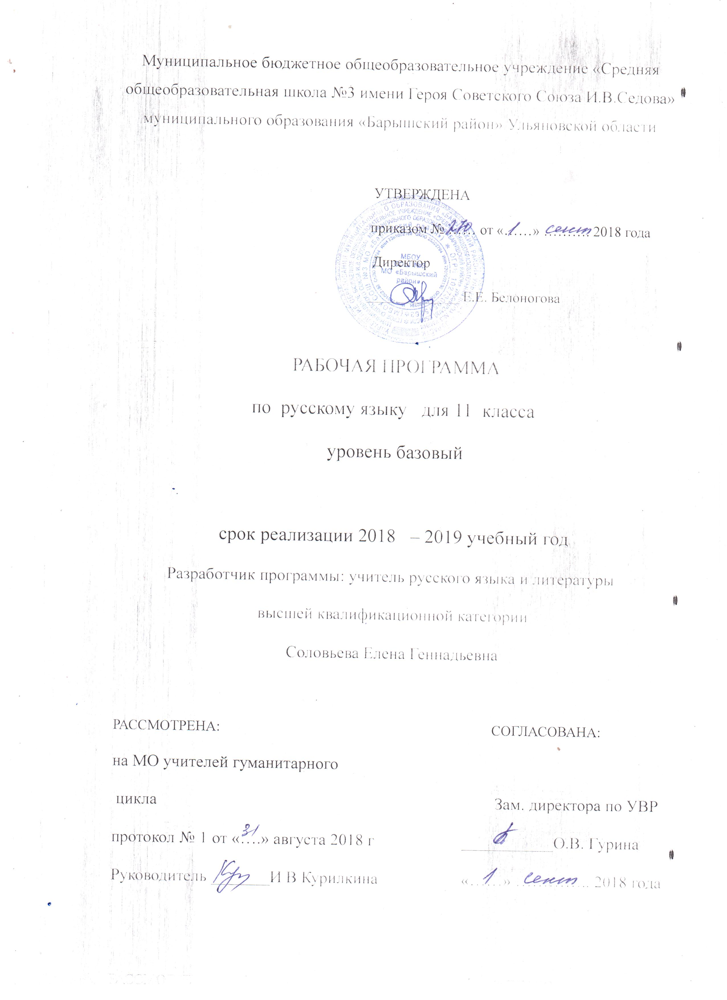 Муниципальное бюджетное общеобразовательное учреждение «Средняя
общеобразовательная школа №3 имени Героя Советского Союза И.В.Седова»
муниципального образования «Барышский район» Ульяновской области
УТВЕРЖДЕНА
приказом № 270 от «1» сент 2018 года
Директор
МБОУ
МО «Барышский
район»
Е.Е. Белоногова
РАБОЧАЯ ПРОГРАММА
по русскому языку для 11 класса
уровень базовый
срок реализации 2018 – 2019 учебный год
Разработчик программы: учитель русского языка и литературы
высшей квалификационной категории
Соловьева Елена Геннадьевна
РАССМОТРЕНА:
на МО учителей гуманитарного
цикла
протокол № 1 от «31» августа 2018 г
Руководитель ________И В Курилкина
СОГЛАСОВАНА:
Зам. директора по УВР
____________О.В. Гурина
«1» сент 2018 года